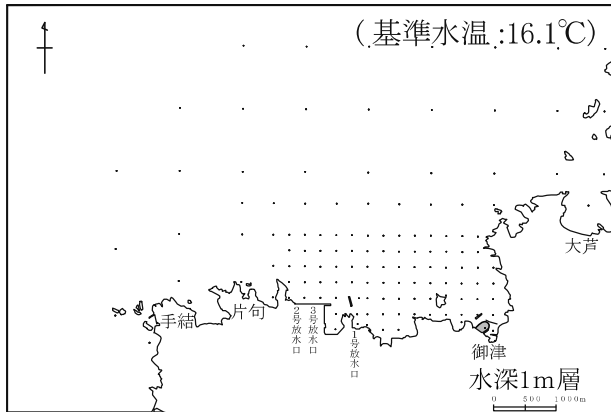 (基準水温:16.1℃)
大芦
手結
片句
2号放水口
3号放水口
1号放水口
御津
水深1m層
0 500 1000m